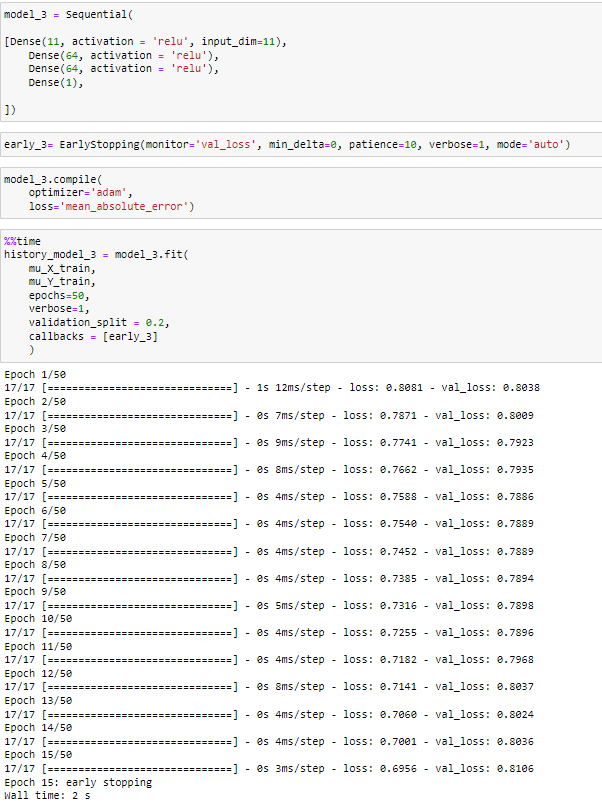 model_3 = Sequential(
[Dense(11, activation = 'relu', input_dim=11),
Dense(64, activation = 'relu'),
Dense(64, activation = 'relu'),
Dense(1),
])
early_3= EarlyStopping(monitor='val_loss', min_delta=0, patience=10, verbose=1, mode='auto')
model_3.compile(
optimizer='adam',
loss='mean_absolute_error')
%%time
history_model_3 = model_3.fit(
mu_X_train,
mu_Y_train,
epochs=50,
verbose=1,
validation_split = 0.2,
callbacks = [early_3]
)
Epoch 1/50
17/17 [==============================] - 1s 12ms/step - loss: 0.8081 - val_loss: 0.8038
Epoch 2/50
17/17 [==============================] - 0s 7ms/step - loss: 0.7871 - val_loss: 0.8009
Epoch 3/50
17/17 [==============================] - 0s 9ms/step - loss: 0.7741 - val_loss: 0.7923
Epoch 4/50
17/17 [==============================] - 0s 8ms/step - loss: 0.7662 - val_loss: 0.7935
Epoch 5/50
17/17 [==============================] - 0s 4ms/step - loss: 0.7588 - val_loss: 0.7886
Epoch 6/50
17/17 [==============================] - 0s 4ms/step - loss: 0.7540 - val_loss: 0.7889
Epoch 7/50
17/17 [==============================] - 0s 4ms/step - loss: 0.7452 - val_loss: 0.7889
Epoch 8/50
17/17 [==============================] - 0s 4ms/step - loss: 0.7385 - val_loss: 0.7894
Epoch 9/50
17/17 [==============================] - 0s 5ms/step - loss: 0.7316 - val_loss: 0.7898
Epoch 10/50
17/17 [==============================] - 0s 4ms/step - loss: 0.7255 - val_loss: 0.7896
Epoch 11/50
17/17 [==============================] - 0s 4ms/step - loss: 0.7182 - val_loss: 0.7968
Epoch 12/50
17/17 [==============================] - 0s 8ms/step - loss: 0.7141 - val_loss: 0.8037
Epoch 13/50
17/17 [==============================] - 0s 4ms/step - loss: 0.7060 - val_loss: 0.8024
Epoch 14/50
17/17 [==============================] - 0s 4ms/step - loss: 0.7001 - val_loss: 0.8036
Epoch 15/50
17/17 [==============================] - 0s 3ms/step - loss: 0.6956 - val_loss: 0.8106
Epoch 15: early stopping
Wall time: 2 s